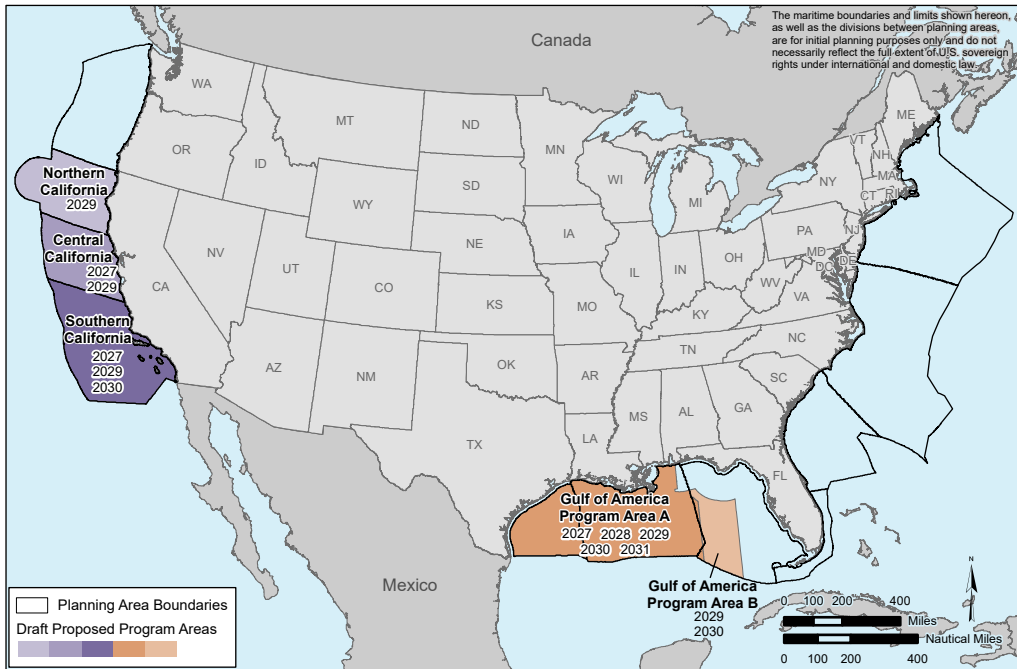 The maritime boundaries and limits shown hereon,
as well as the divisions between planning areas,
are for initial planning purposes only and do not
necessarily reflect the full extent of U.S. sovereign
rights under international and domestic law.
Canada
WA
MT
ND
MN
ME
OR
ID
SD
WI
MI
VT
NH
NY
MA
CT
RI
Northern
California
2029
WY
IA
NE
PA
NJ
Central
California
2027
2029
NV
UT
CO
IL
IN
OH
MD
DE
DC
WV
VA
CA
KS
MO
KY
Southern
California
2027
2029
2030
AZ
NM
OK
AR
TN
NC
SC
TX
LA
MS
AL
GA
FL
Gulf of America
Program Area A
2027 2028 2029
2030 2031
Mexico
Gulf of America
Program Area B
2029
2030
N
0 100 200 400
Miles
Nautical Miles
0 100 200 400
Planning Area Boundaries
Draft Proposed Program Areas